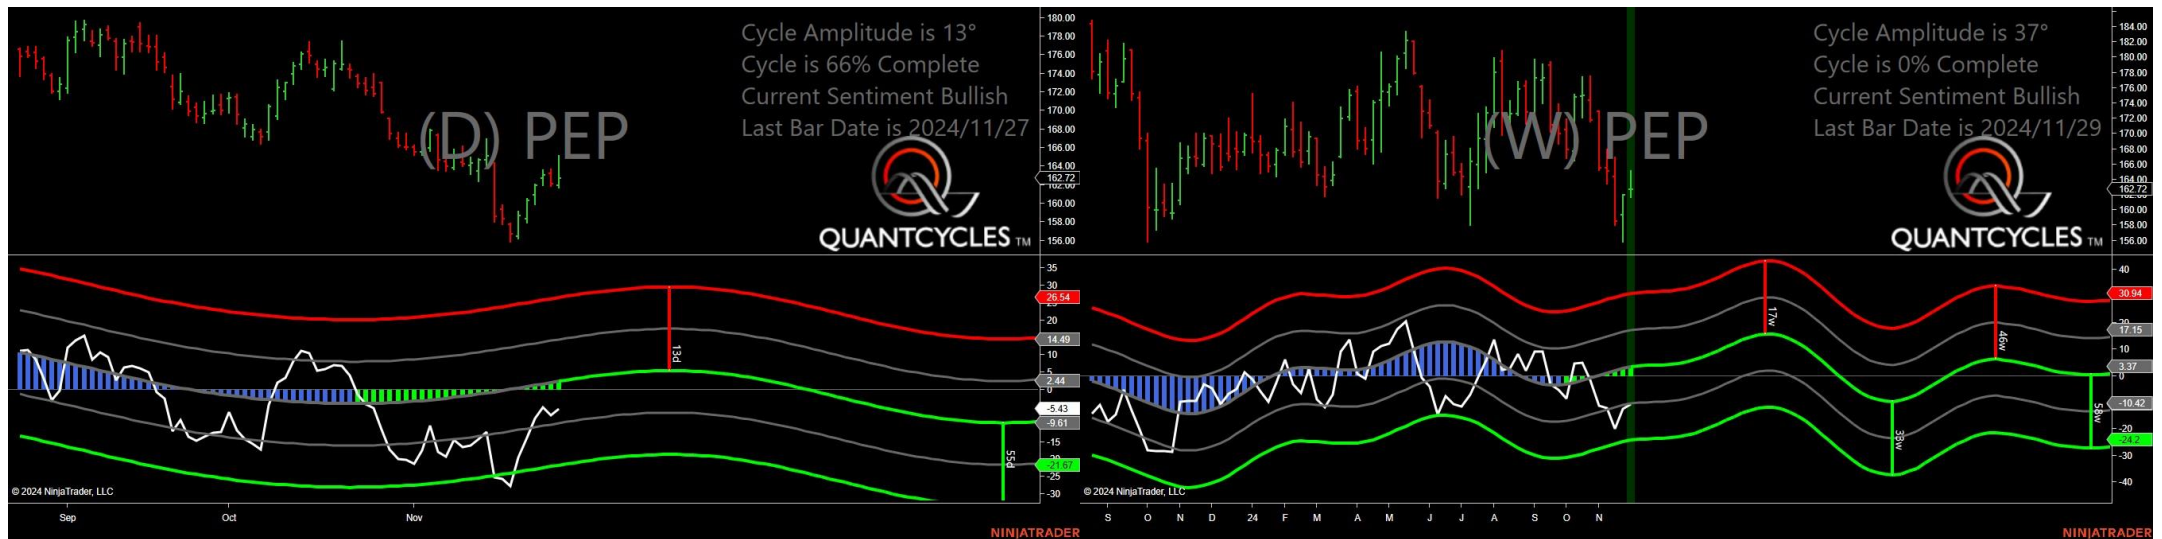 Cycle Amplitude is 13°
Cycle is 66% Complete
Current Sentiment Bullish
Last Bar Date is 2024/11/27
(D) PEP
QUANTCYCLES TM
180.00
178.00
176.00
174.00
172.00
170.00
168.00
166.00
164.00
162.72
162.00
160.00
158.00
156.00
35
30
26.54
20
14.49
10
5
2.44
0
-5.43
-9.61
-15
-21.67
-25
-30
13d
55d
© 2024 NinjaTrader, LLC
Sep Oct Nov
NINJATRADER
Cycle Amplitude is 37°
Cycle is 0% Complete
Current Sentiment Bullish
Last Bar Date is 2024/11/29
(W) PEP
QUANTCYCLES TM
184.00
182.00
180.00
178.00
176.00
174.00
172.00
170.00
168.00
166.00
164.00
162.72
160.00
158.00
156.00
40
30.94
17.15
10
3.37
0
-10.42
-20
-24.2
-30
-40
17w
46w
38w
58w
© 2024 NinjaTrader, LLC
S O N D 24 F M A M J J A S O N
NINJATRADER